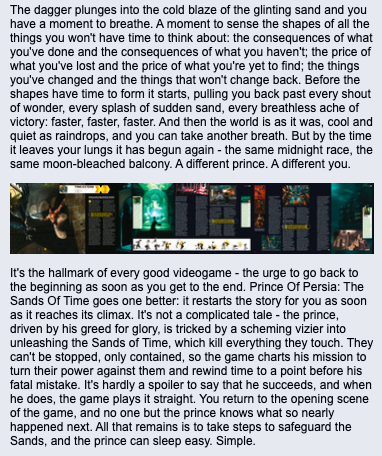 The dagger plunges into the cold blaze of the glinting sand and you
have a moment to breathe. A moment to sense the shapes of all the
things you won't have time to think about: the consequences of what
you've done and the consequences of what you haven't; the price of
what you've lost and the price of what you're yet to find; the things
you've changed and the things that won't change back. Before the
shapes have time to form it starts, pulling you back past every shout
of wonder, every splash of sudden sand, every breathless ache of
victory: faster, faster, faster. And then the world is as it was, cool and
quiet as raindrops, and you can take another breath. But by the time
it leaves your lungs it has begun again - the same midnight race, the
same moon-bleached balcony. A different prince. A different you.
It's the hallmark of every good videogame - the urge to go back to
the beginning as soon as you get to the end. Prince Of Persia: The
Sands Of Time goes one better: it restarts the story for you as soon
as it reaches its climax. It's not a complicated tale - the prince,
driven by his greed for glory, is tricked by a scheming vizier into
unleashing the Sands of Time, which kill everything they touch. They
can't be stopped, only contained, so the game charts his mission to
turn their power against them and rewind time to a point before his
fatal mistake. It's hardly a spoiler to say that he succeeds, and when
he does, the game plays it straight. You return to the opening scene
of the game, and no one but the prince knows what so nearly
happened next. All that remains is to take steps to safeguard the
Sands, and the prince can sleep easy. Simple.